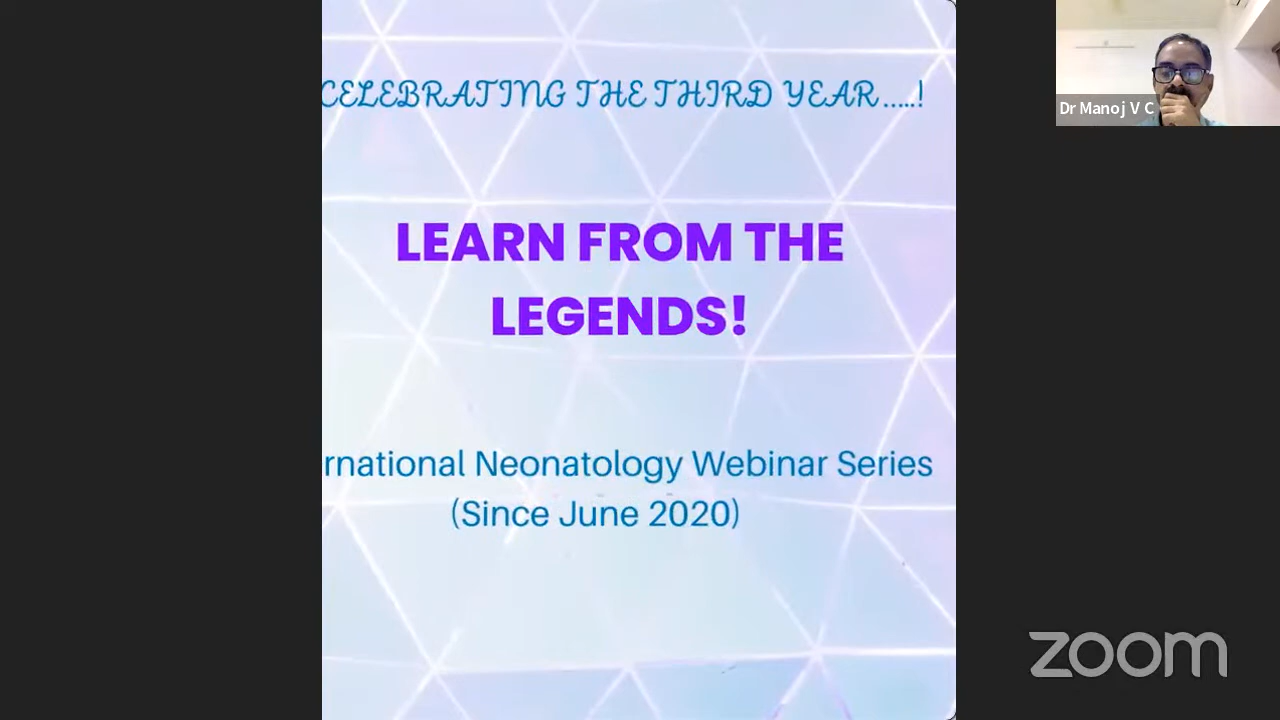 CELEBRATING THE THIRD YEAR.....!
LEARN FROM THE
LEGENDS!
rnational Neonatology Webinar Series
(Since June 2020)
Dr Manoj V C
zoom